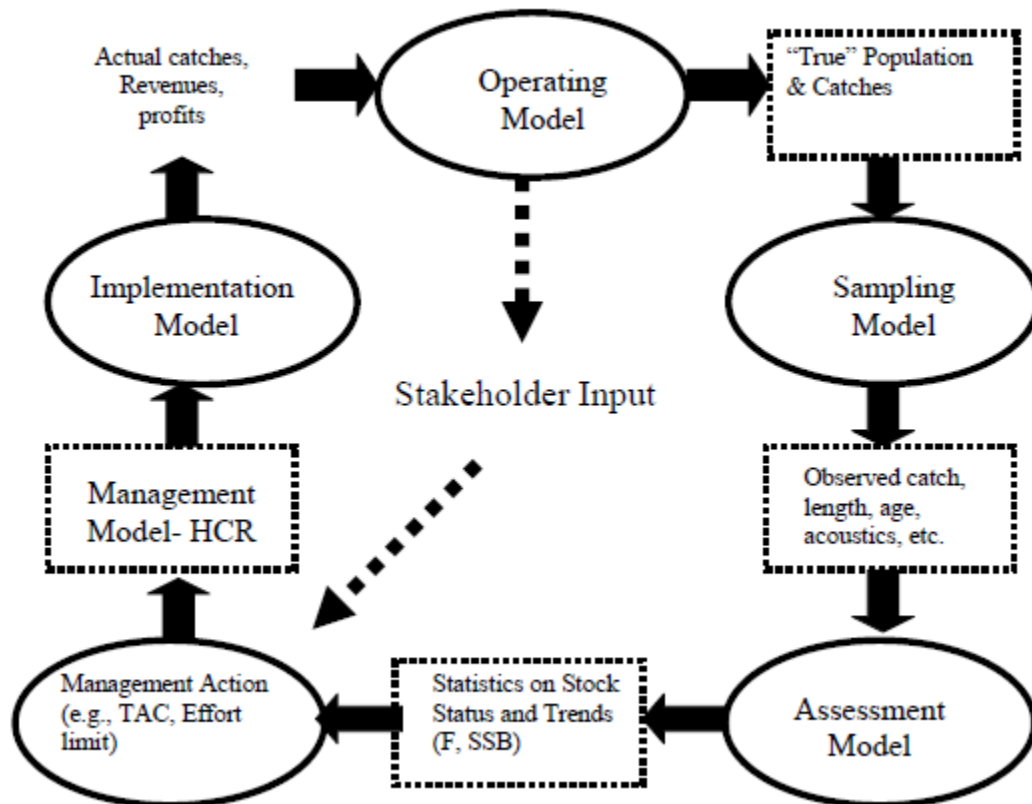 Actual catches,
Revenues,
profits
Operating
Model
“True” Population
& Catches
Implementation
Model
Sampling
Model
Stakeholder Input
Management
Model- HCR
Observed catch,
length, age,
acoustics, etc.
Management Action
(e.g., TAC, Effort
limit)
Statistics on Stock
Status and Trends
(F, SSB)
Assessment
Model